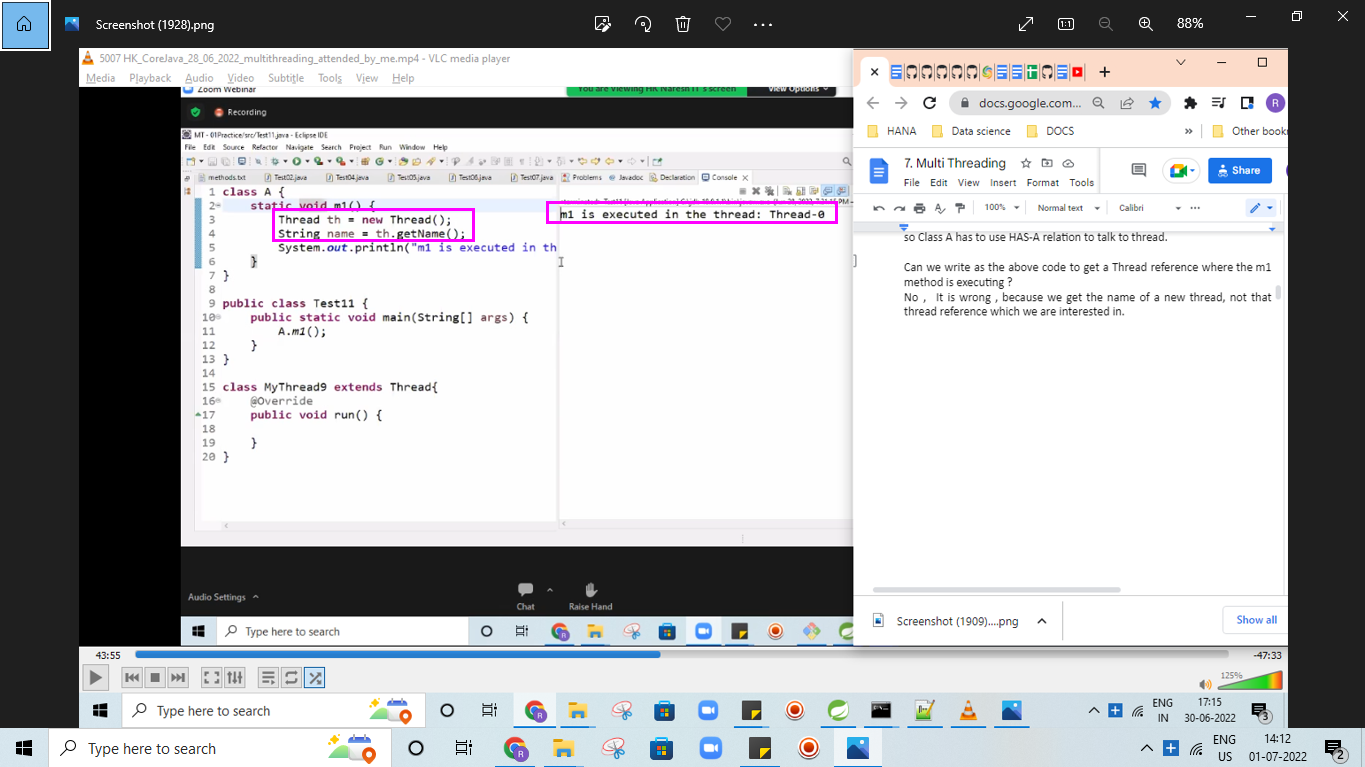 Screenshot (1928).png
88%
5007 HK_CoreJava_28_06_2022_multithreading_attended_by_me.mp4 - VLC media player
Media Playback Audio Video Subtitle Tools View Help
Zoom Webinar
You are viewing HK Naresh IT's screen
View Options
Recording
MT - 01Practice/src/Test11.java - Eclipse IDE
File Edit Source Refactor Navigate Search Project Run Window Help
methods.txt Test02.java Test04.java Test05.java Test06.java Test07.java Problems Javadoc Declaration Console
1 class A {
2 static void m1() {
3 Thread th = new Thread();
4 String name = th.getName();
5 System.out.println("m1 is executed in th
6 }
7 }
8
9 public class Test11 {
10 public static void main(String[] args) {
11 A.m1();
12 }
13 }
14
15 class MyThread9 extends Thread{
16 @Override
17 public void run() {
18
19 }
20 }
m1 is executed in the thread: Thread-0
Audio Settings
Chat
Raise Hand
Type here to search
43:55
-47:33
125%
docs.google.com...
R
HANA
Data science
DOCS
»
Other book
7. Multi Threading
File Edit View Insert Format Tools
Share
100%
Normal text
Calibri
so Class A has to use HAS-A relation to talk to thread.
Can we write as the above code to get a Thread reference where the m1
method is executing ?
No , It is wrong , because we get the name of a new thread, not that
thread reference which we are interested in.
Screenshot (1909)....png
Show all
Type here to search
ENG
IN
17:15
30-06-2022
3
Type here to search
ENG
US
14:12
01-07-2022
2